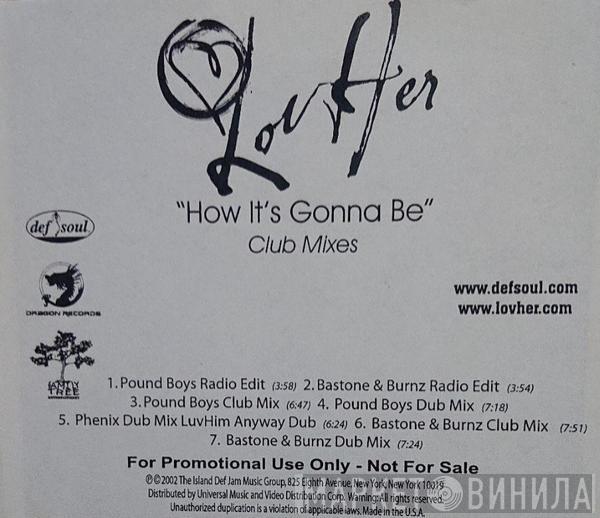 LovHer
"How It's Gonna Be"
Club Mixes
def soul
www.defsoul.com
DRAGON RECORDS
www.lovher.com
FAMILY TREE
1. Pound Boys Radio Edit (3:58) 2. Bastone & Burnz Radio Edit (3:54)
3. Pound Boys Club Mix (6:47) 4. Pound Boys Dub Mix (7:18)
5. Phenix Dub Mix LuvHim Anyway Dub (6:24) 6. Bastone & Burnz Club Mix (7:51)
7. Bastone & Burnz Dub Mix (7:24)
For Promotional Use Only - Not For Sale
℗© 2002 The Island Def Jam Music Group, 825 Eighth Avenue, New York, New York 10019
Distributed by Universal Music and Video Distribution Corp. Warning: All rights reserved.
Unauthorized duplication is a violation of applicable laws. Made in the U.S.A.
ВИНИЛА